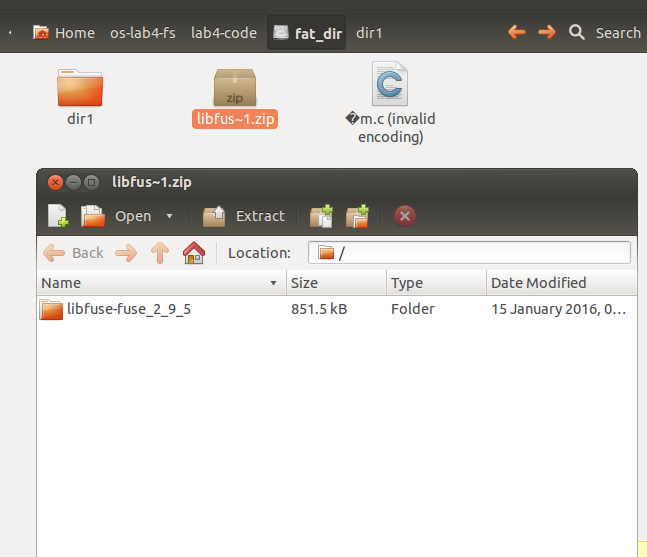 Home os-lab4-fs lab4-code fat_dir dir1 Search
zip
dir1 libfus~1.zip �m.c (invalid
encoding)
libfus~1.zip
Open Extract
Back Location: /
Name Size Type Date Modified
libfuse-fuse_2_9_5 851.5 kB Folder 15 January 2016, 0…